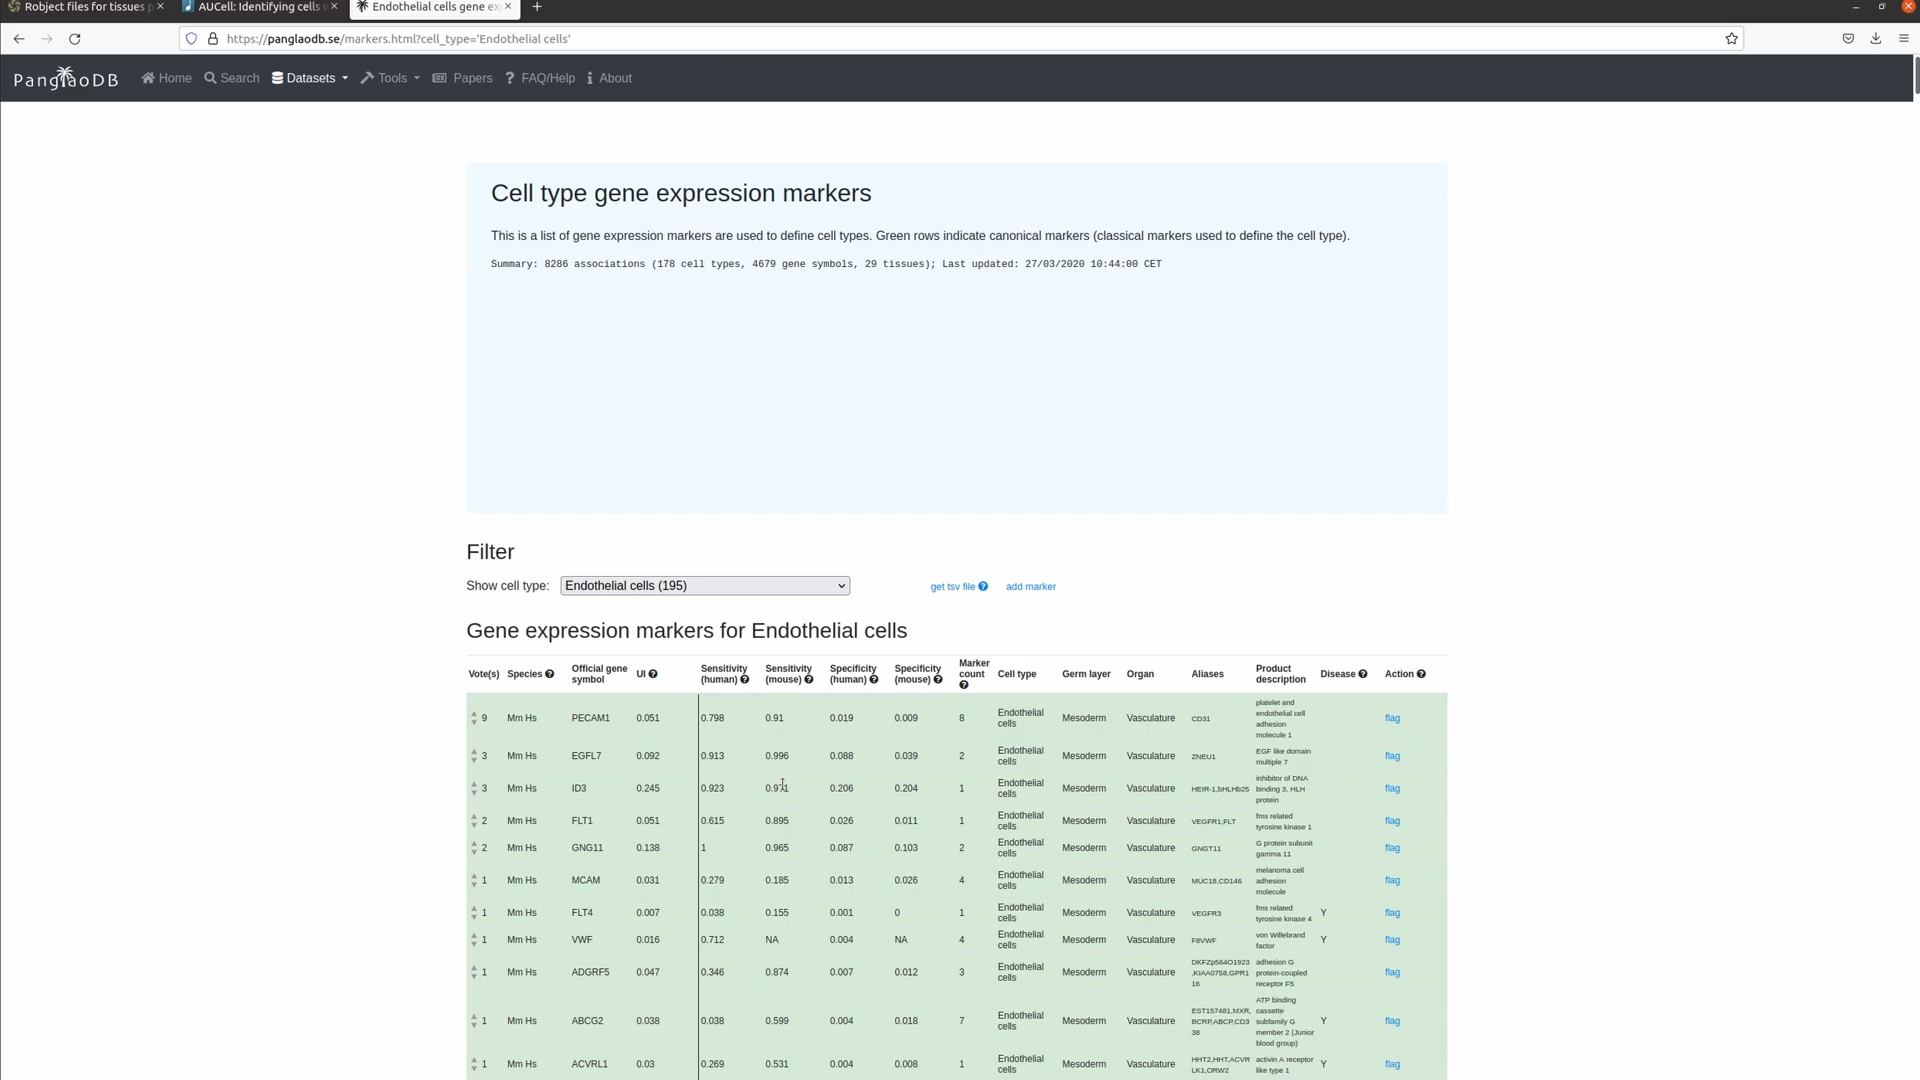 Robject files for tissues p
AUCell: Identifying cells
Endothelial cells gene ex
https://panglaodb.se/markers.html?cell_type='Endothelial cells'
PanglaoDB Home Search Datasets Tools Papers FAQ/Help About
Cell type gene expression markers
This is a list of gene expression markers are used to define cell types. Green rows indicate canonical markers (classical markers used to define the cell type).
Summary: 8286 associations (178 cell types, 4679 gene symbols, 29 tissues); Last updated: 27/03/2020 10:44:00 CET
Filter
Show cell type: Endothelial cells (195) get tsv file add marker
Gene expression markers for Endothelial cells
Vote(s) Species Official gene symbol UI Sensitivity (human) Sensitivity (mouse) Specificity (human) Specificity (mouse) Marker count Cell type Germ layer Organ Aliases Product description Disease Action
9 Mm Hs PECAM1 0.051 0.798 0.91 0.019 0.009 8 Endothelial cells Mesoderm Vasculature CD31 platelet and endothelial cell adhesion molecule 1 flag
3 Mm Hs EGFL7 0.092 0.913 0.996 0.088 0.039 2 Endothelial cells Mesoderm Vasculature ZNEU1 EGF like domain multiple 7 flag
3 Mm Hs ID3 0.245 0.923 0.206 0.204 1 Endothelial cells Mesoderm Vasculature HEIR-1,bHLHb25 inhibitor of DNA binding 3, HLH protein flag
2 Mm Hs FLT1 0.051 0.615 0.895 0.026 0.011 1 Endothelial cells Mesoderm Vasculature VEGFR1,FLT fms related tyrosine kinase 1 flag
2 Mm Hs GNG11 0.138 1 0.965 0.087 0.103 2 Endothelial cells Mesoderm Vasculature GNGT11 G protein subunit gamma 11 flag
1 Mm Hs MCAM 0.031 0.279 0.185 0.013 0.026 4 Endothelial cells Mesoderm Vasculature MUC18,CD146 melanoma cell adhesion molecule flag
1 Mm Hs FLT4 0.007 0.038 0.155 0.001 0 1 Endothelial cells Mesoderm Vasculature VEGFR3 fms related tyrosine kinase 4 Y flag
1 Mm Hs VWF 0.016 0.712 NA 0.004 NA 4 Endothelial cells Mesoderm Vasculature F8VWF von Willebrand factor Y flag
1 Mm Hs ADGRF5 0.047 0.346 0.874 0.007 0.012 3 Endothelial cells Mesoderm Vasculature DKFZp564O1923,KIAA0758,GPR116 adhesion G protein-coupled receptor F5 flag
1 Mm Hs ABCG2 0.038 0.038 0.599 0.004 0.018 7 Endothelial cells Mesoderm Vasculature EST157481,MXR,BCRP,ABCP,CD338 ATP binding cassette subfamily G member 2 (Junior blood group) Y flag
1 Mm Hs ACVRL1 0.03 0.269 0.531 0.004 0.008 1 Endothelial cells Mesoderm Vasculature HHT2,HHT,ACVRLK1,ORW2 activin A receptor like type 1 Y flag